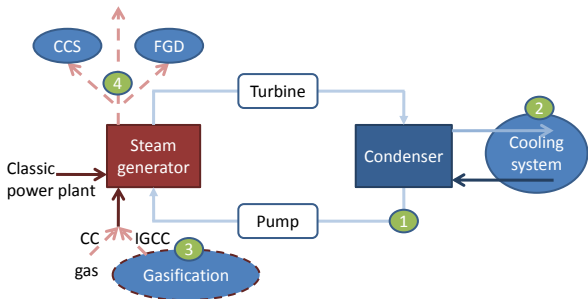 CCS
FGD
4
Turbine
2
Steam
generator
Condenser
Cooling
system
Classic
power plant
Pump
1
CC
IGCC
3
gas
Gasification